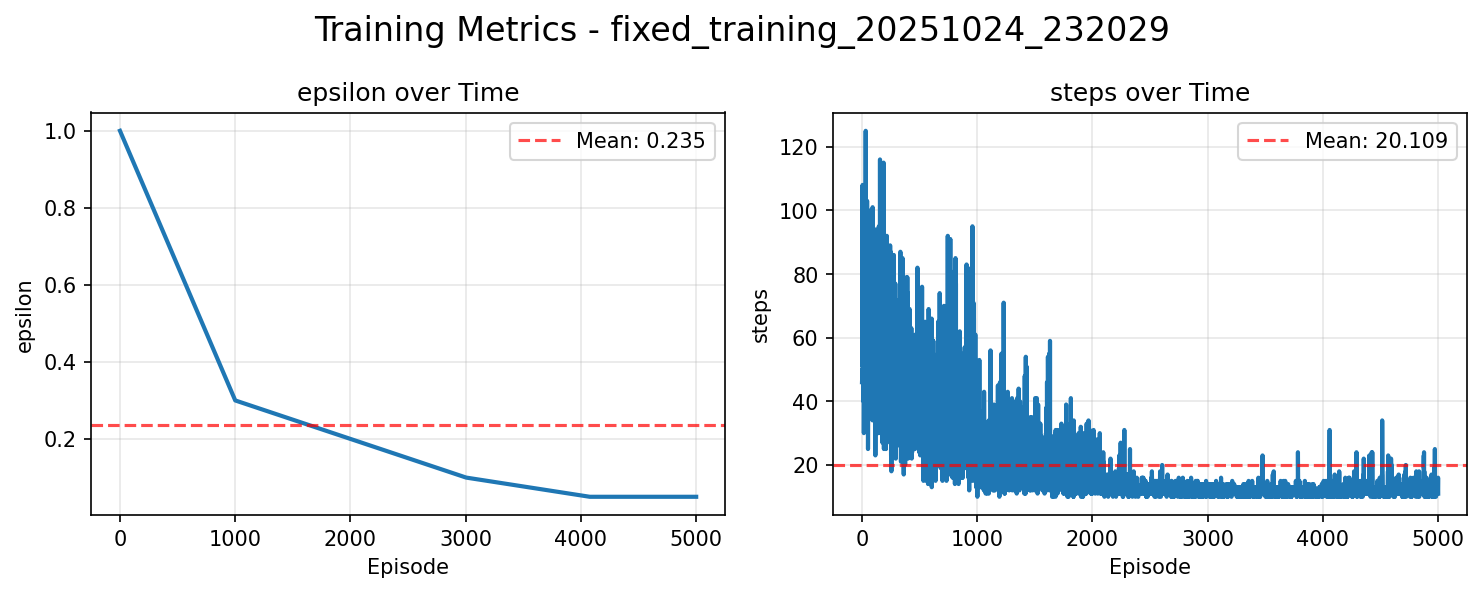 Training Metrics - fixed_training_20251024_232029
epsilon over Time
Mean: 0.235
1.0
0.8
0.6
0.4
0.2
epsilon
0 1000 2000 3000 4000 5000
Episode
steps over Time
Mean: 20.109
120
100
80
60
40
20
steps
0 1000 2000 3000 4000 5000
Episode